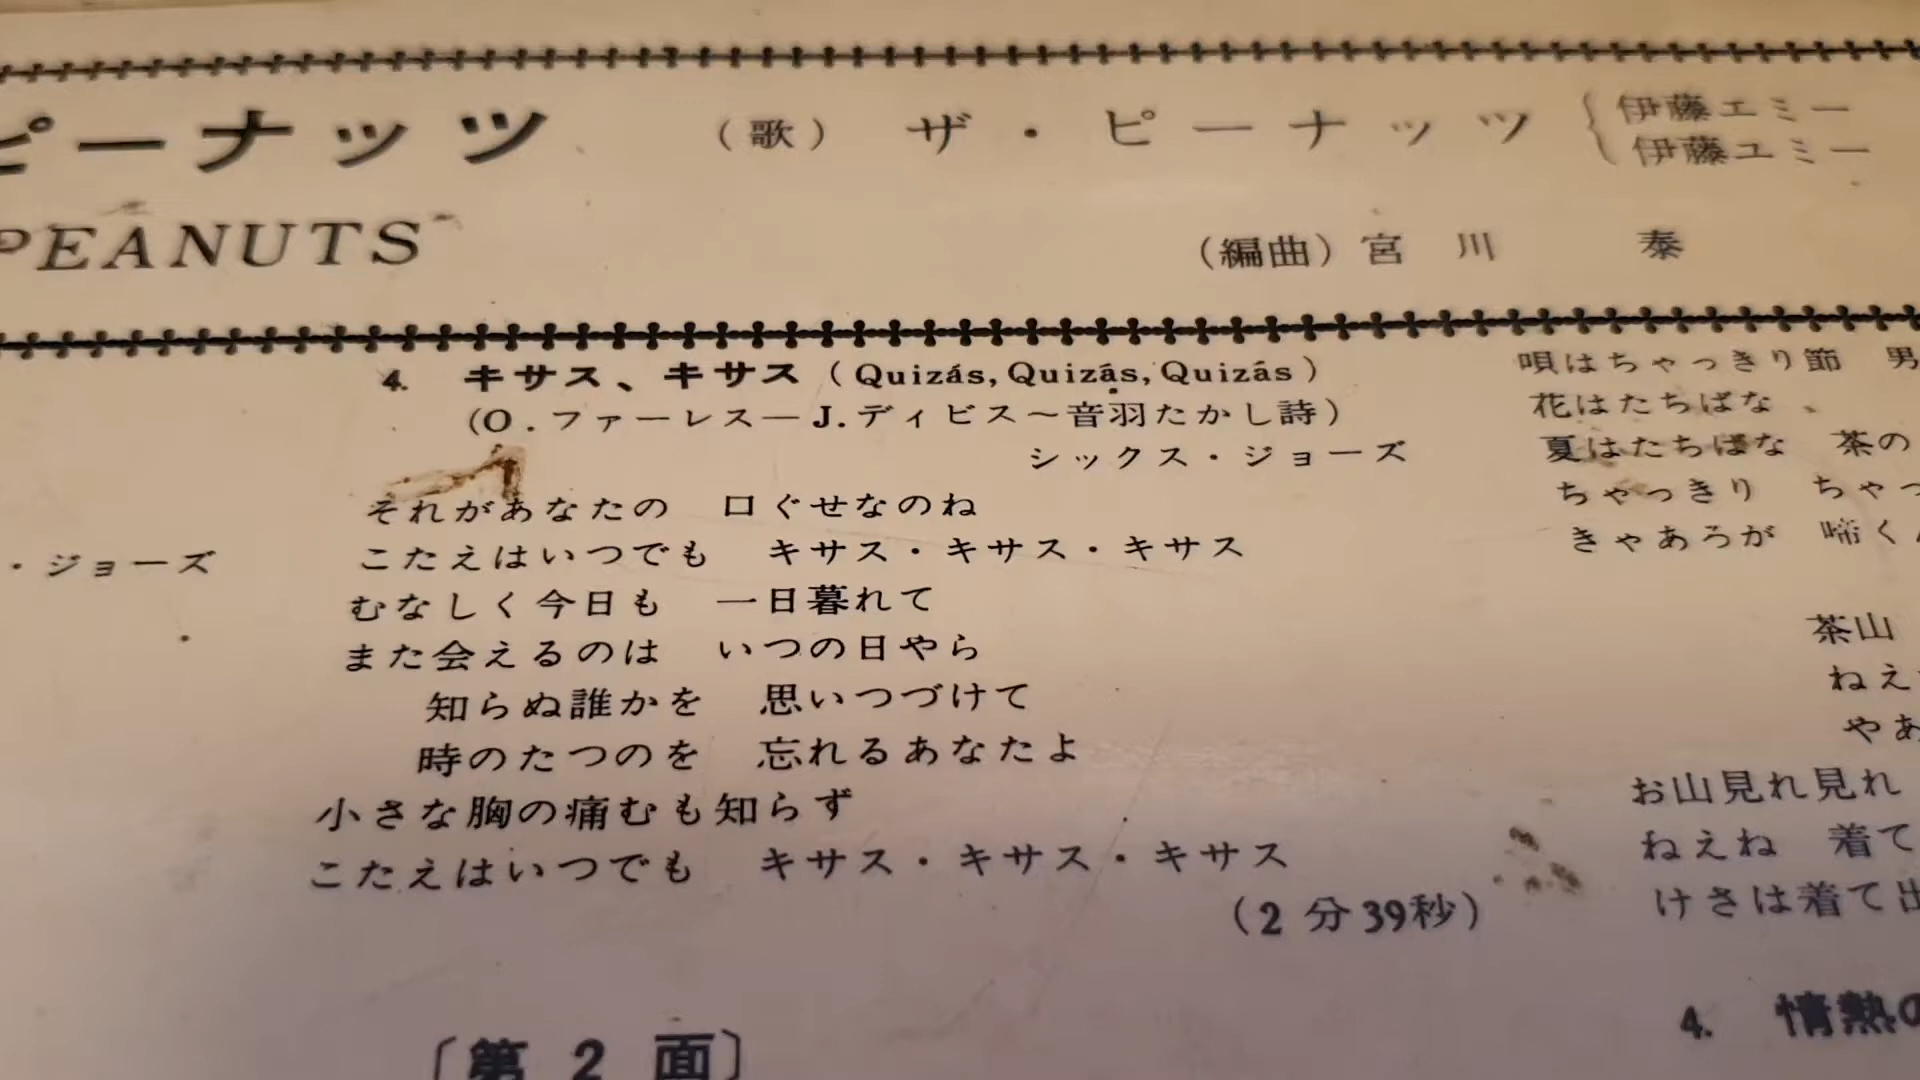 ピーナッツ (歌) ザ・ピーナッツ { 伊藤エミー
伊藤ユミー
PEANUTS
(編曲) 宮川 泰
・ジョーズ
4. キサス、キサス (Quizás, Quizás, Quizás)
(O.ファーレス―J.ディビス～音羽たかし詩)
シックス・ジョーズ
それがあなたの 口ぐせなのね
こたえはいつでも キサス・キサス・キサス
むなしく今日も 一日暮れて
また会えるのは いつの日やら
知らぬ誰かを 思いつづけて
時のたつのを 忘れるあなたよ
小さな胸の痛むも知らず
こたえはいつでも キサス・キサス・キサス
(2分39秒)
〔第2面〕
唄はちゃっきり節 男
花はたちばな
夏はたちばな 茶の
ちゃっきり ちゃっ
きゃあろが 啼く
茶山
ねえ
やあ
お山見れ見れ
ねえね 着て
けさは着て出
4. 情熱の